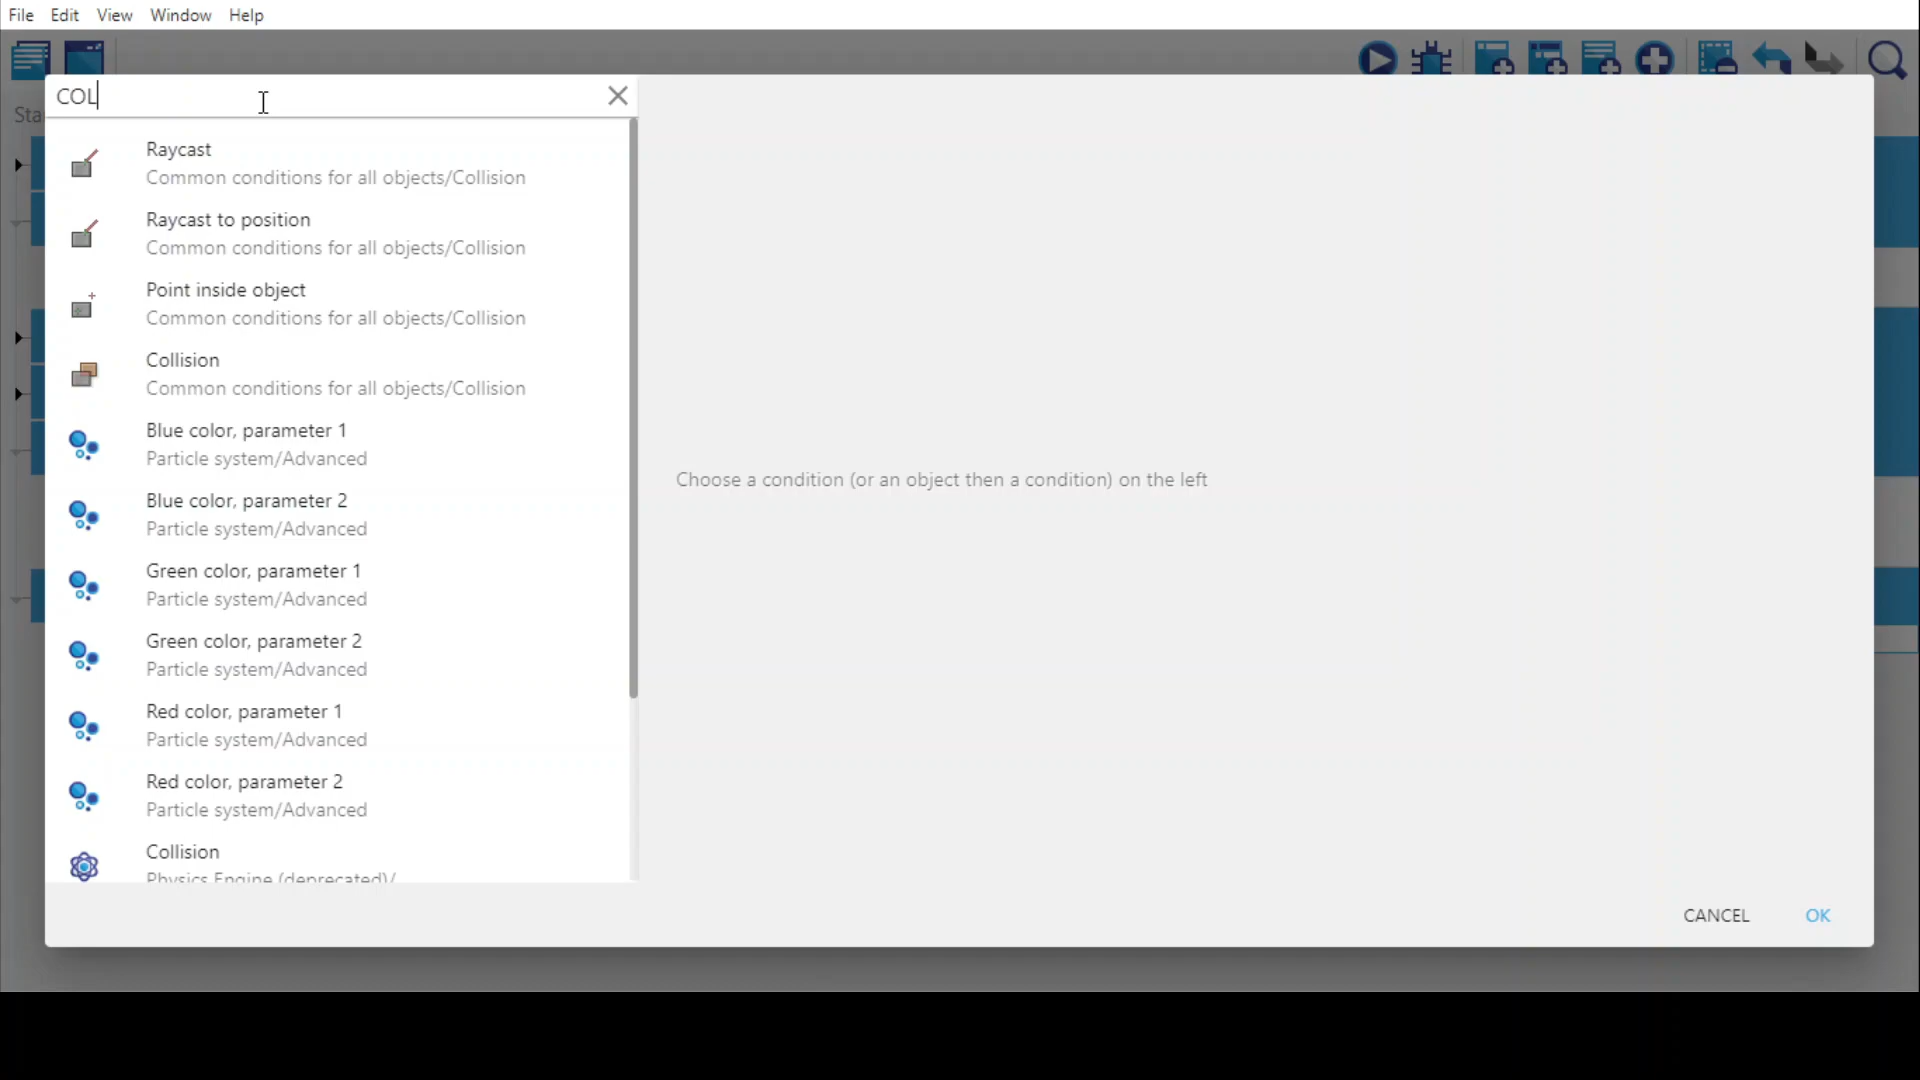 File Edit View Window Help
Sta
COL
Raycast
Common conditions for all objects/Collision
Raycast to position
Common conditions for all objects/Collision
Point inside object
Common conditions for all objects/Collision
Collision
Common conditions for all objects/Collision
Blue color, parameter 1
Particle system/Advanced
Blue color, parameter 2
Particle system/Advanced
Green color, parameter 1
Particle system/Advanced
Green color, parameter 2
Particle system/Advanced
Red color, parameter 1
Particle system/Advanced
Red color, parameter 2
Particle system/Advanced
Collision
Physics Engine (deprecated)/
Choose a condition (or an object then a condition) on the left
CANCEL OK